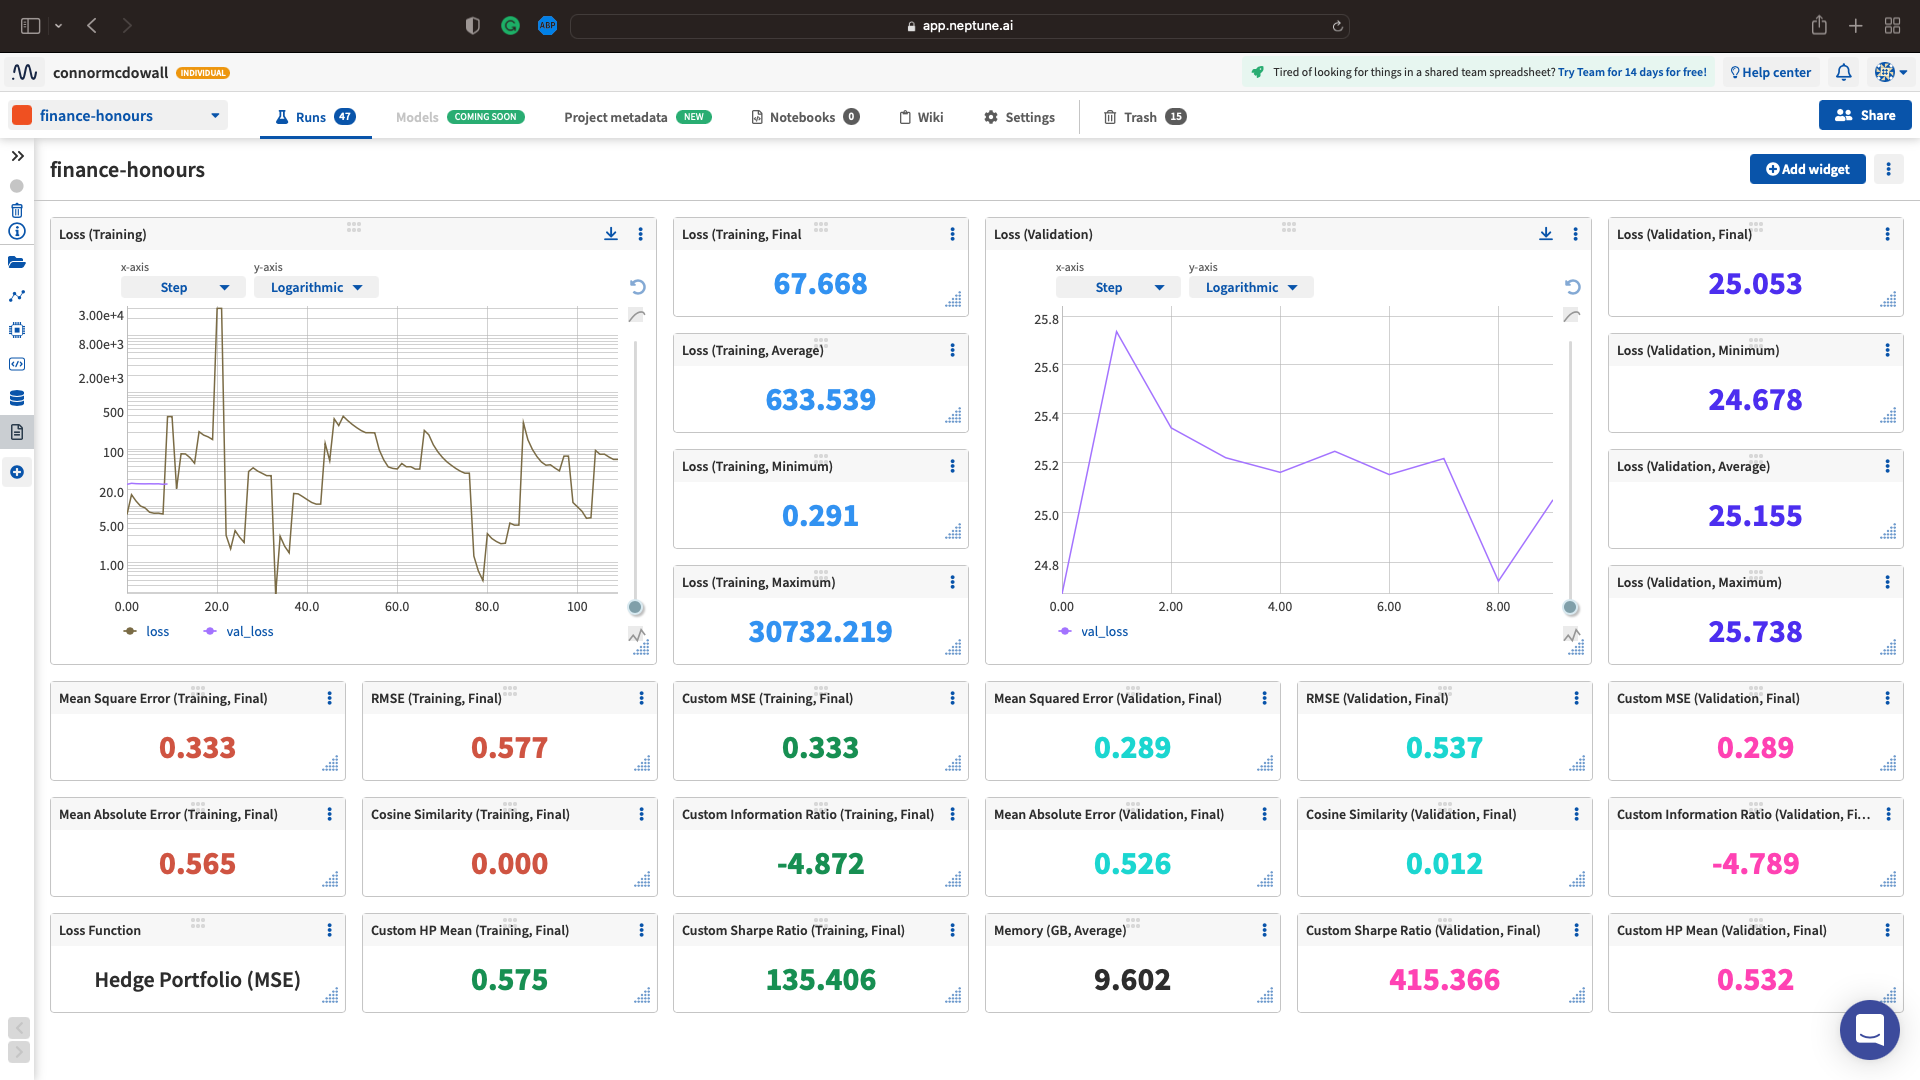 ABP
app.neptune.ai
connormcdowall INDIVIDUAL
Tired of looking for things in a shared team spreadsheet? Try Team for 14 days for free!
Help center
finance-honours
Runs 47
Models COMING SOON
Project metadata NEW
Notebooks 0
Wiki
Settings
Trash 15
Share
finance-honours
Add widget
Loss (Training)
x-axis
y-axis
Step
Logarithmic
3.00e+4
8.00e+3
2.00e+3
500
100
20.0
5.00
1.00
0.00 20.0 40.0 60.0 80.0 100
loss val_loss
Loss (Training, Final
67.668
Loss (Training, Average)
633.539
Loss (Training, Minimum)
0.291
Loss (Training, Maximum)
30732.219
Loss (Validation)
x-axis
y-axis
Step
Logarithmic
25.8
25.6
25.4
25.2
25.0
24.8
0.00 2.00 4.00 6.00 8.00
val_loss
Loss (Validation, Final)
25.053
Loss (Validation, Minimum)
24.678
Loss (Validation, Average)
25.155
Loss (Validation, Maximum)
25.738
Mean Square Error (Training, Final)
0.333
RMSE (Training, Final)
0.577
Custom MSE (Training, Final)
0.333
Mean Squared Error (Validation, Final)
0.289
RMSE (Validation, Final)
0.537
Custom MSE (Validation, Final)
0.289
Mean Absolute Error (Training, Final)
0.565
Cosine Similarity (Training, Final)
0.000
Custom Information Ratio (Training, Final)
-4.872
Mean Absolute Error (Validation, Final)
0.526
Cosine Similarity (Validation, Final)
0.012
Custom Information Ratio (Validation, Fi...
-4.789
Loss Function
Hedge Portfolio (MSE)
Custom HP Mean (Training, Final)
0.575
Custom Sharpe Ratio (Training, Final)
135.406
Memory (GB, Average)
9.602
Custom Sharpe Ratio (Validation, Final)
415.366
Custom HP Mean (Validation, Final)
0.532